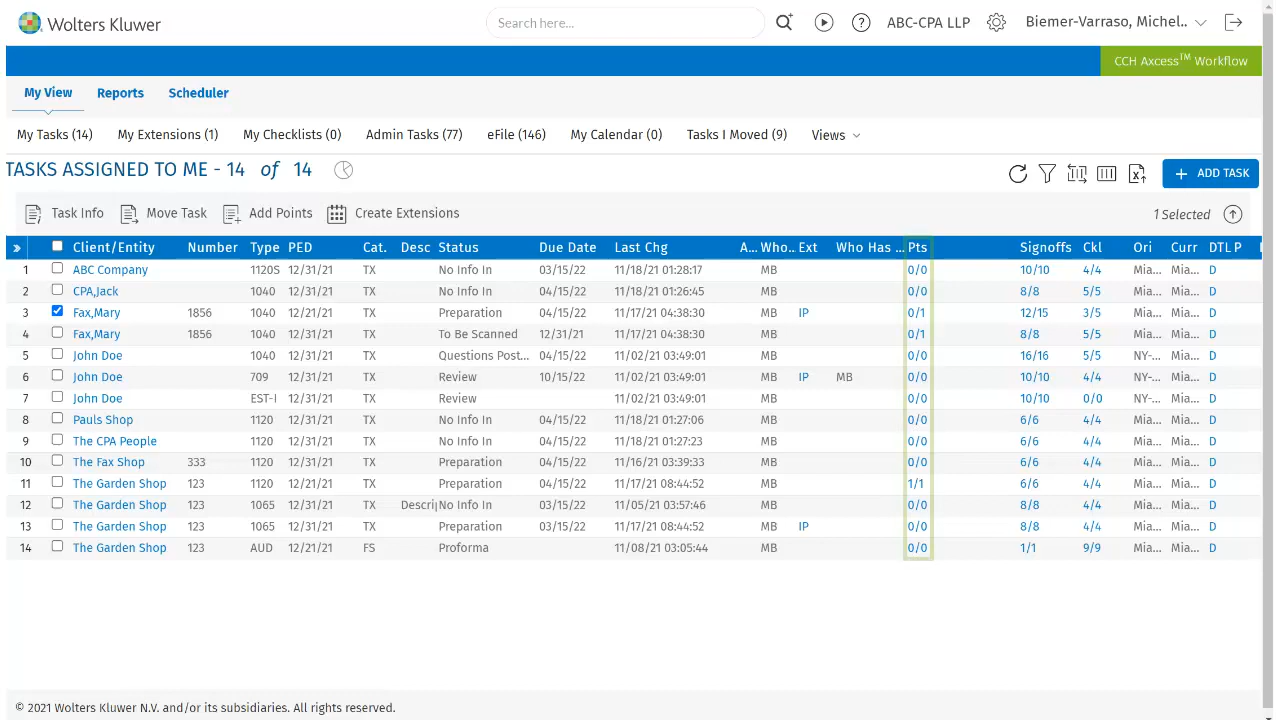 Wolters Kluwer Search here... ABC-CPA LLP Biemer-Varraso, Michel..
CCH Axcess™ Workflow
My View Reports Scheduler
My Tasks (14) My Extensions (1) My Checklists (0) Admin Tasks (77) eFile (146) My Calendar (0) Tasks I Moved (9) Views
TASKS ASSIGNED TO ME - 14 of 14 + ADD TASK
Task Info Move Task Add Points Create Extensions 1 Selected
» Client/Entity Number Type PED Cat. Desc Status Due Date Last Chg A... Who.. Ext Who Has ... Pts Signoffs Ckl Ori Curr DTL P
1 ABC Company 1120S 12/31/21 TX No Info In 03/15/22 11/18/21 01:28:17 MB 0/0 10/10 4/4 Mia... Mia... D
2 CPA,Jack 1040 12/31/21 TX No Info In 04/15/22 11/18/21 01:26:45 MB 0/0 8/8 5/5 Mia... Mia... D
3 Fax,Mary 1856 1040 12/21/21 TX Preparation 04/15/22 11/17/21 04:38:30 MB IP 0/1 12/15 3/5 Mia... Mia... D
4 Fax,Mary 1856 1040 12/31/21 TX To Be Scanned 12/31/21 11/17/21 04:38:30 MB 0/1 8/8 5/5 Mia... Mia... D
5 John Doe 1040 12/31/21 TX Questions Post... 04/15/22 11/02/21 03:49:01 MB 0/0 16/16 5/5 NY-... Mia... D
6 John Doe 709 12/31/21 TX Review 10/15/22 11/02/21 03:49:01 MB IP MB 0/0 10/10 4/4 NY-... Mia... D
7 John Doe EST-I 12/31/21 TX Review 11/02/21 03:49:01 MB 0/0 10/10 0/0 NY-... Mia... D
8 Pauls Shop 1120 12/31/21 TX No Info In 04/15/22 11/18/21 01:27:06 MB 0/0 6/6 4/4 Mia... Mia... D
9 The CPA People 1120 12/31/21 TX No Info In 04/15/22 11/18/21 01:27:23 MB 0/0 6/6 4/4 Mia... Mia... D
10 The Fax Shop 333 1120 12/31/21 TX Preparation 04/15/22 11/16/21 03:39:33 MB 0/0 6/6 4/4 Mia... Mia... D
11 The Garden Shop 123 1120 12/21/21 TX Preparation 04/15/22 11/17/21 08:44:52 MB 1/1 6/6 4/4 Mia... Mia... D
12 The Garden Shop 123 1065 12/31/21 TX Descri No Info In 03/15/22 11/05/21 03:57:46 MB 0/0 8/8 4/4 Mia... Mia... D
13 The Garden Shop 123 1065 12/31/21 TX Preparation 03/15/22 11/17/21 08:44:52 MB IP 0/0 8/8 4/4 Mia... Mia... D
14 The Garden Shop 123 AUD 12/21/21 FS Proforma 11/08/21 03:05:44 MB 0/0 1/1 9/9 Mia... Mia... D
© 2021 Wolters Kluwer N.V. and/or its subsidiaries. All rights reserved.